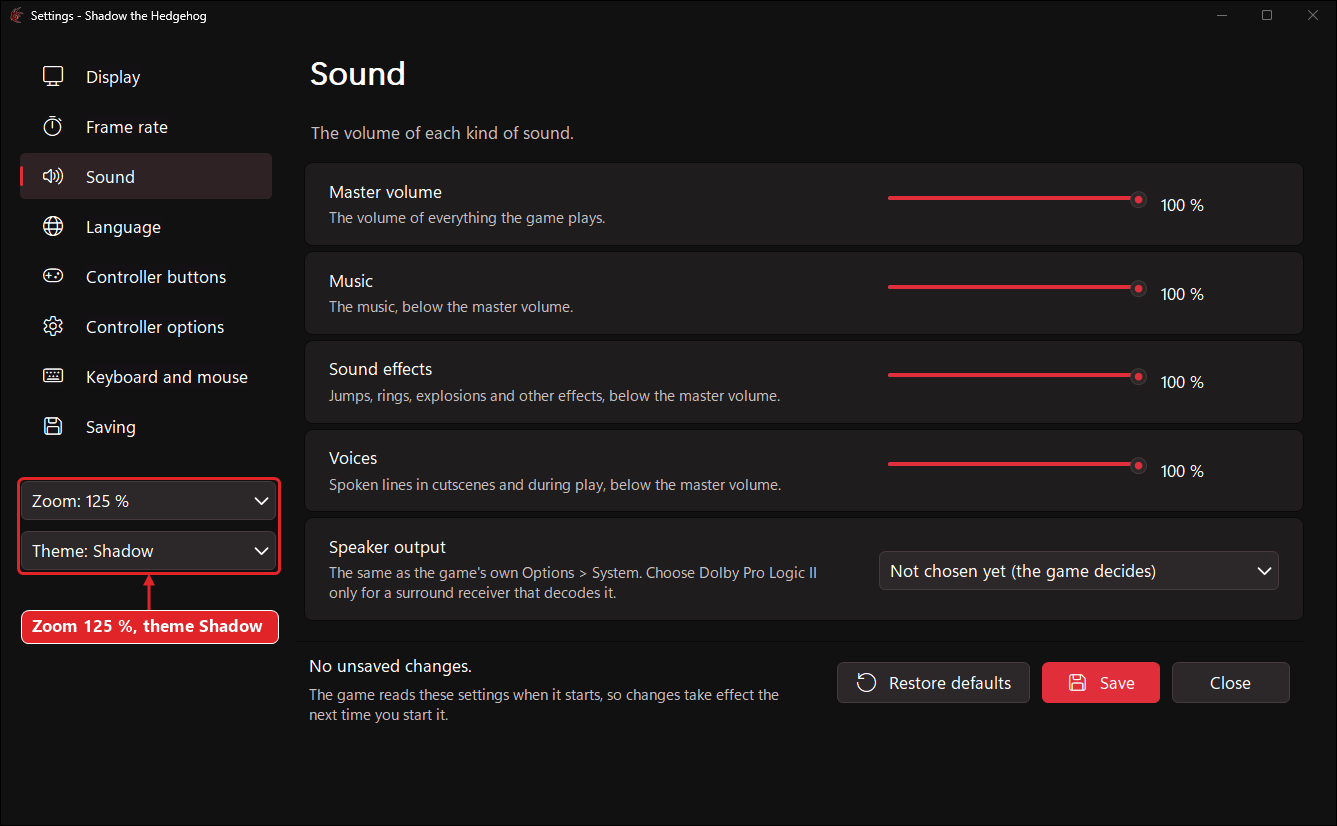 Settings - Shadow the Hedgehog
Display
Frame rate
Sound
Language
Controller buttons
Controller options
Keyboard and mouse
Saving
Zoom: 125 %
Theme: Shadow
Zoom 125 %, theme Shadow
Sound
The volume of each kind of sound.
Master volume
The volume of everything the game plays.
100 %
Music
The music, below the master volume.
100 %
Sound effects
Jumps, rings, explosions and other effects, below the master volume.
100 %
Voices
Spoken lines in cutscenes and during play, below the master volume.
100 %
Speaker output
The same as the game's own Options > System. Choose Dolby Pro Logic II
only for a surround receiver that decodes it.
Not chosen yet (the game decides)
No unsaved changes.
The game reads these settings when it starts, so changes take effect the
next time you start it.
Restore defaults
Save
Close